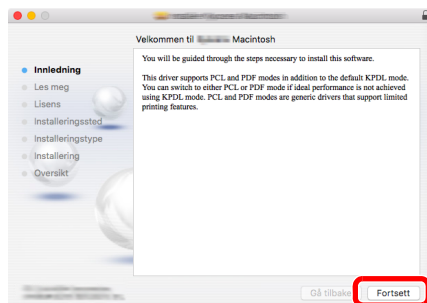 Velkommen til Macintosh
Innledning
Les meg
Lisens
Installeringssted
Installeringstype
Installering
Oversikt
You will be guided through the steps necessary to install this software.
This driver supports PCL and PDF modes in addition to the default KPDL mode.
You can switch to either PCL or PDF mode if ideal performance is not achieved
using KPDL mode. PCL and PDF modes are generic drivers that support limited
printing features.
Gå tilbake
Fortsett